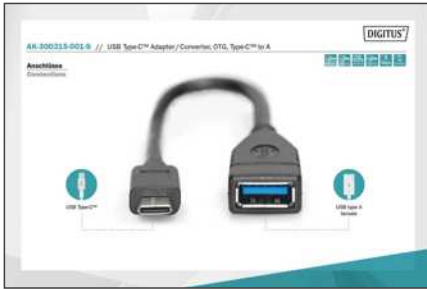 DIGITUS®
AK-300315-001-S // USB Type-C™ Adapter/Converter, OTG, Type-C™ to A
Anschlüsse
Connections
USB Type-C™
USB type A
female